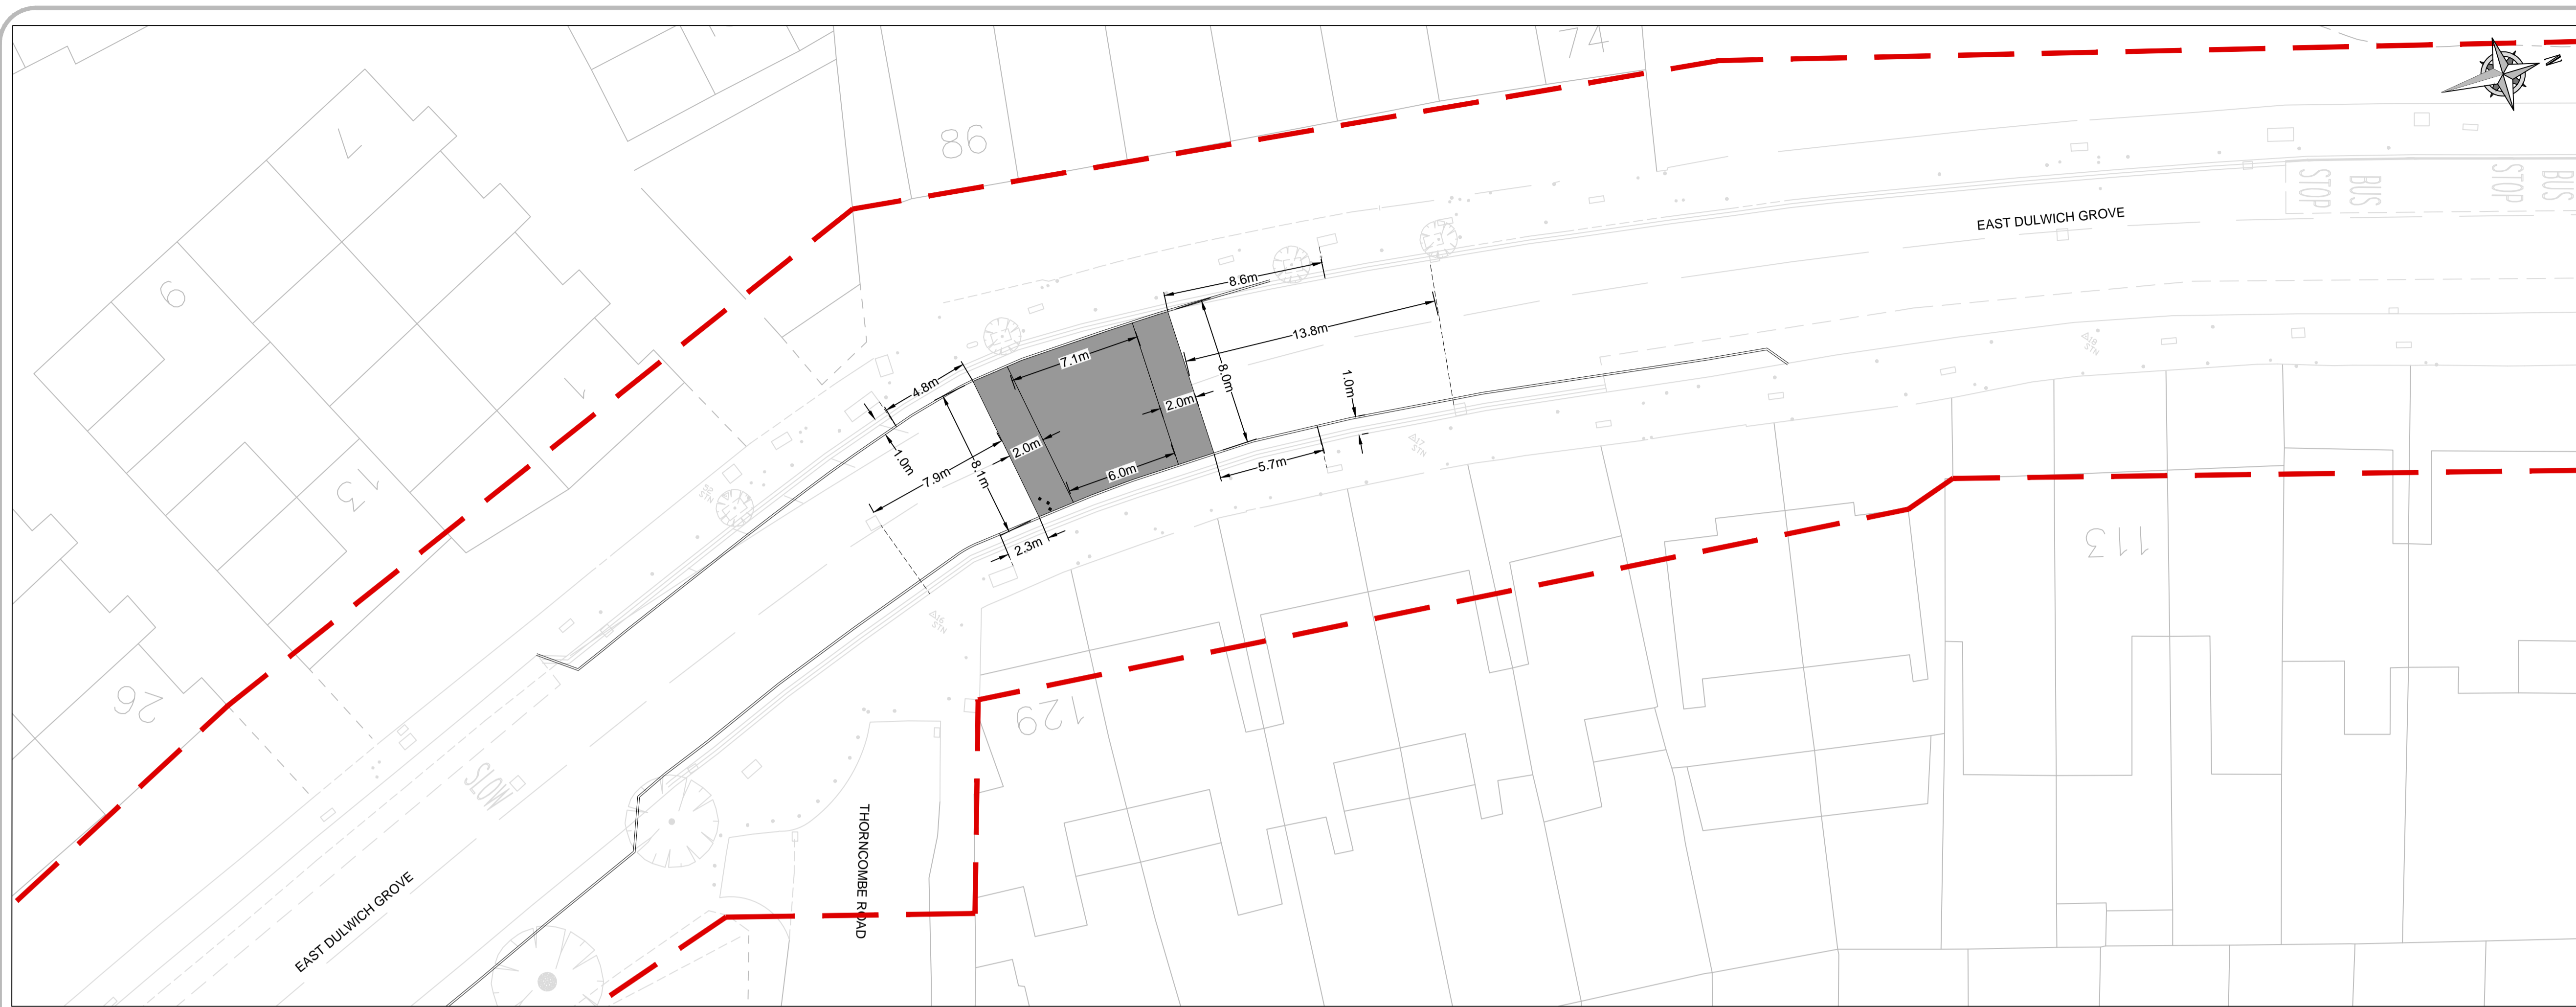 74
N
7
98
BUS
STOP
BUS
STOP
EAST DULWICH GROVE
9
8.6m
13.8m
7.1m
8.0m
1.0m
4.8m
2.0m
1
2.0m
7.9m
1.0m
8.1m
6.0m
5.7m
13
2.3m
113
26
129
SLOW
THORNCOMBE ROAD
EAST DULWICH GROVE